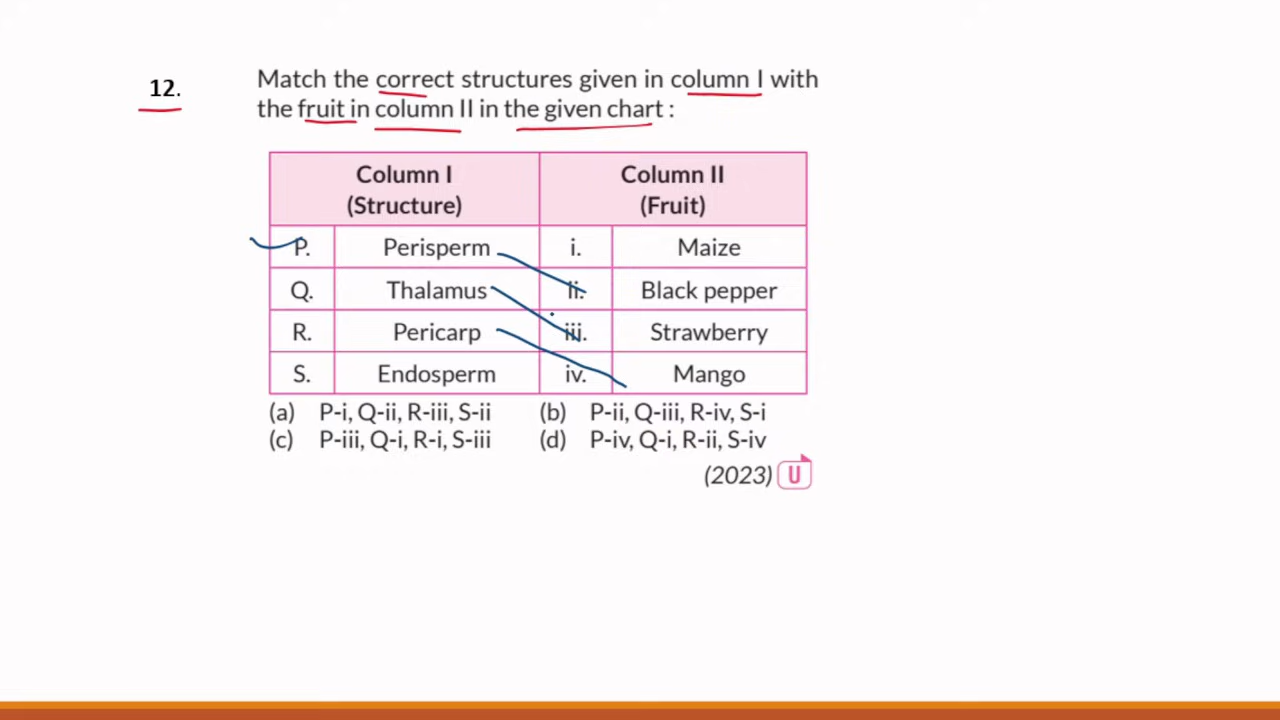 12.
Match the correct structures given in column I with
the fruit in column II in the given chart :
Column I
(Structure)
Column II
(Fruit)
P. Perisperm i. Maize
Q. Thalamus ii. Black pepper
R. Pericarp iii. Strawberry
S. Endosperm iv. Mango
(a) P-i, Q-ii, R-iii, S-ii (b) P-ii, Q-iii, R-iv, S-i
(c) P-iii, Q-i, R-i, S-iii (d) P-iv, Q-i, R-ii, S-iv
(2023) U